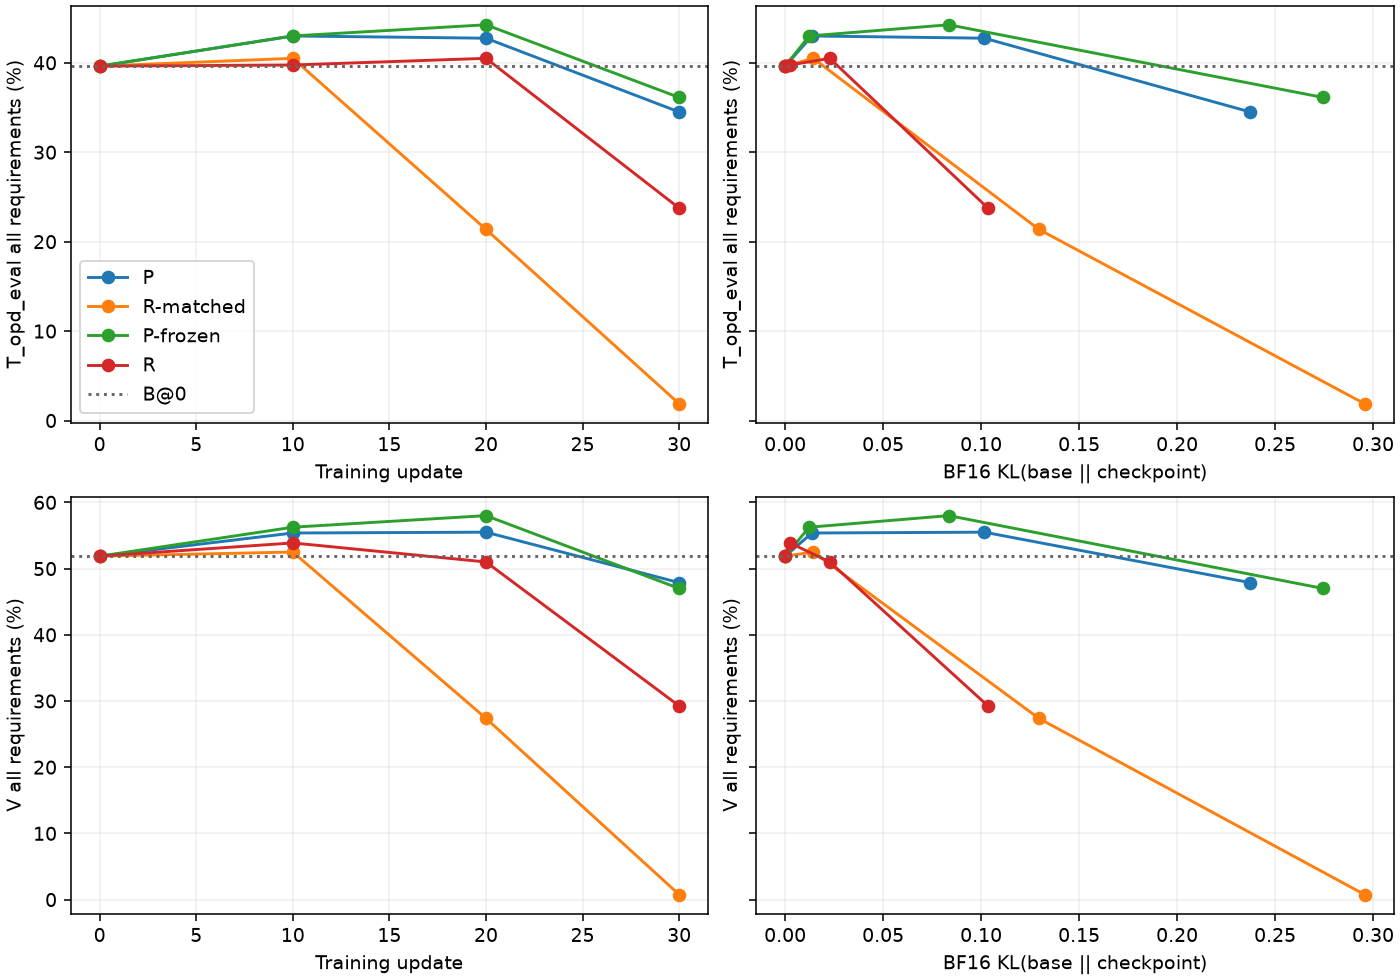 T_opd_eval all requirements (%)
40
30
20
10
0
P
R-matched
P-frozen
R
B@0
0 5 10 15 20 25 30
Training update
T_opd_eval all requirements (%)
0.00 0.05 0.10 0.15 0.20 0.25 0.30
BF16 KL(base || checkpoint)
V all requirements (%)
60
50
40
30
20
10
0
0 5 10 15 20 25 30
Training update
V all requirements (%)
0.00 0.05 0.10 0.15 0.20 0.25 0.30
BF16 KL(base || checkpoint)